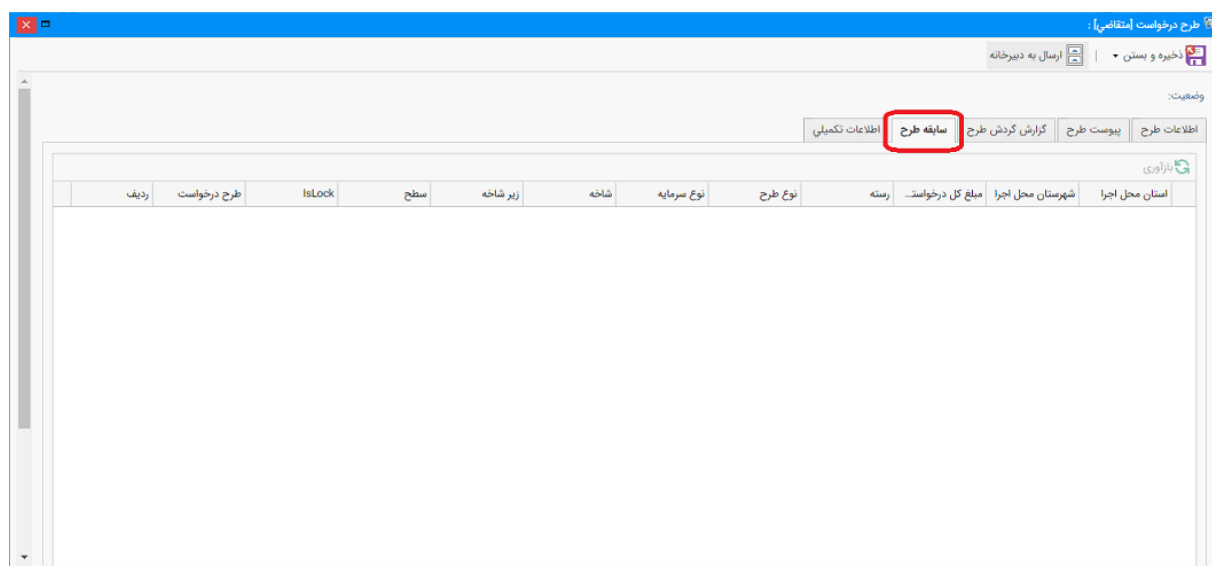 طرح درخواست [متقاضي] :
ذخیره و بستن | ارسال به دبیرخانه
وضعیت:
اطلاعات طرح پیوست طرح گزارش گردش طرح سابقه طرح اطلاعات تکمیلي
بازآوری
استان محل اجرا شهرستان محل اجرا مبلغ کل درخواستـ... رسته نوع طرح نوع سرمایه شاخه زیر شاخه سطح IsLock طرح درخواست ردیف